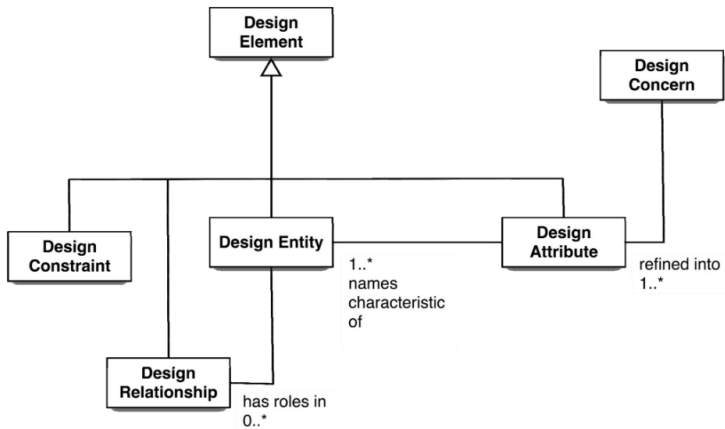 Design
Element
Design
Concern
Design
Constraint
Design Entity
Design
Attribute
1..*
names
characteristic
of
refined into
1..*
Design
Relationship
has roles in
0..*